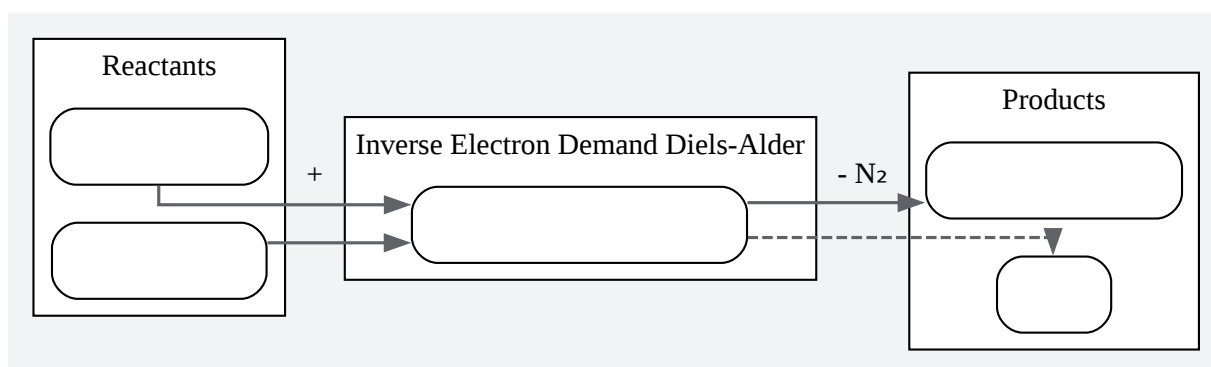 Reactants
+
Inverse Electron Demand Diels-Alder
- N₂
Products